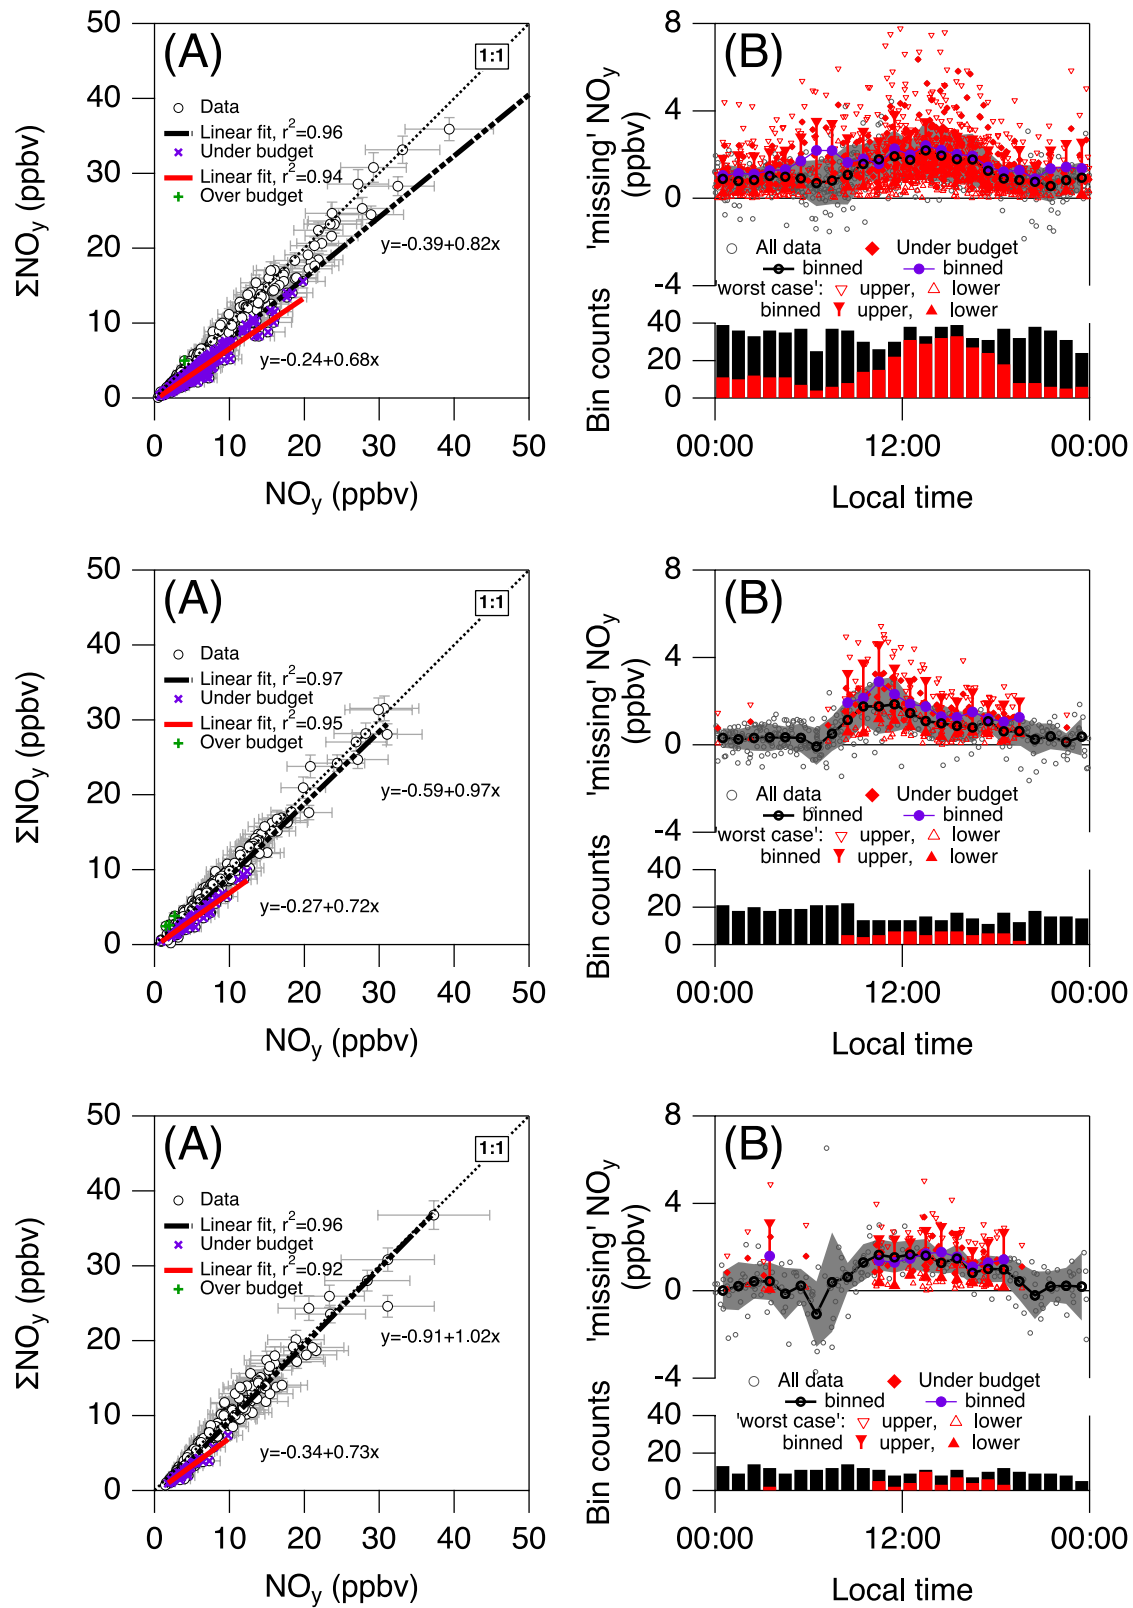 (A)
50
40
30
20
10
0
ΣNOy (ppbv)
1:1
Data
Linear fit, r²=0.96
Under budget
Linear fit, r²=0.94
Over budget
y=-0.39+0.82x
y=-0.24+0.68x
0 10 20 30 40 50
NOy (ppbv)
(B)
8
4
0
-4
'missing' NOy
(ppbv)
All data Under budget
binned binned
'worst case': upper, lower
binned upper, lower
40
20
0
Bin counts
00:00 12:00 00:00
Local time
(A)
50
40
30
20
10
0
ΣNOy (ppbv)
1:1
Data
Linear fit, r²=0.97
Under budget
Linear fit, r²=0.95
Over budget
y=-0.59+0.97x
y=-0.27+0.72x
0 10 20 30 40 50
NOy (ppbv)
(B)
8
4
0
-4
'missing' NOy
(ppbv)
All data Under budget
binned binned
'worst case': upper, lower
binned upper, lower
40
20
0
Bin counts
00:00 12:00 00:00
Local time
(A)
50
40
30
20
10
0
ΣNOy (ppbv)
1:1
Data
Linear fit, r²=0.96
Under budget
Linear fit, r²=0.92
Over budget
y=-0.91+1.02x
y=-0.34+0.73x
0 10 20 30 40 50
NOy (ppbv)
(B)
8
4
0
-4
'missing' NOy
(ppbv)
All data Under budget
binned binned
'worst case': upper, lower
binned upper, lower
40
20
0
Bin counts
00:00 12:00 00:00
Local time